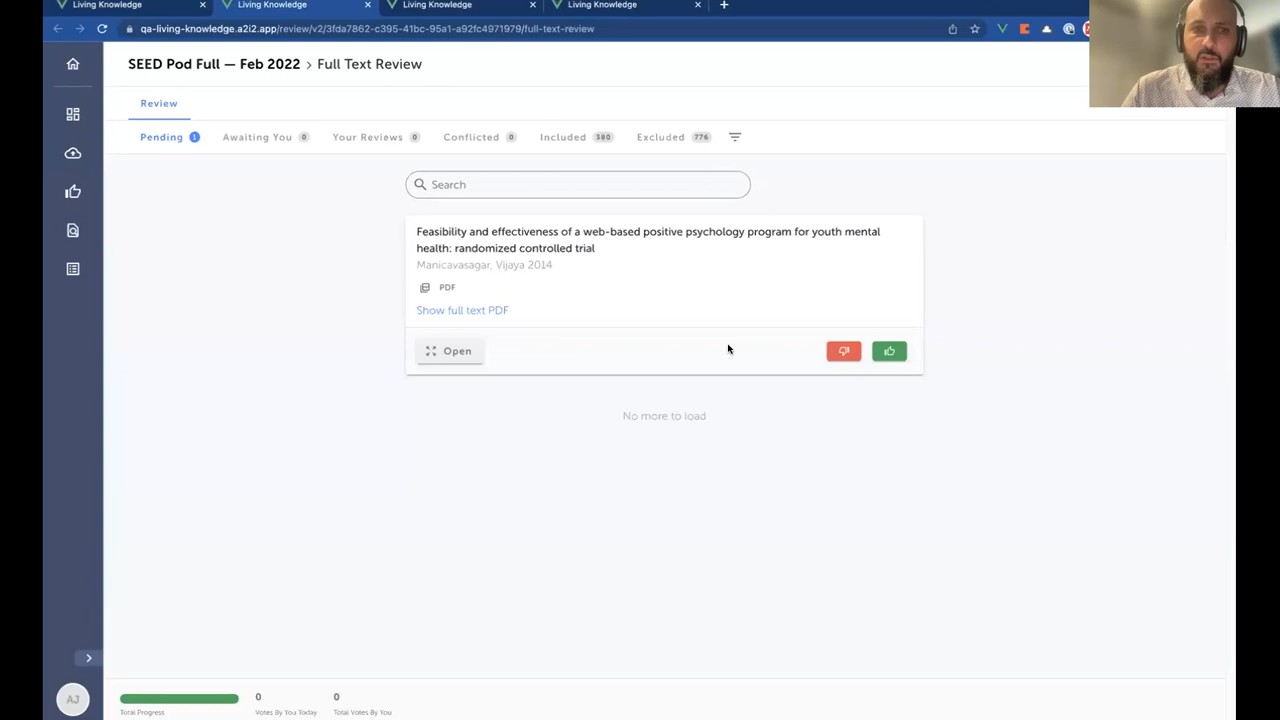 Living Knowledge
Living Knowledge
Living Knowledge
Living Knowledge
qa-living-knowledge.a2i2.app/review/v2/3fda7862-c395-41bc-95a1-a92fc4971979/full-text-review
SEED Pod Full — Feb 2022 > Full Text Review
Review
Pending 1 Awaiting You 0 Your Reviews 0 Conflicted 0 Included 380 Excluded 776
Search
Feasibility and effectiveness of a web-based positive psychology program for youth mental
health: randomized controlled trial
Manicavasagar, Vijaya 2014
PDF
Show full text PDF
Open
No more to load
AJ
0 0
Total Progress Votes By You Today Total Votes By You